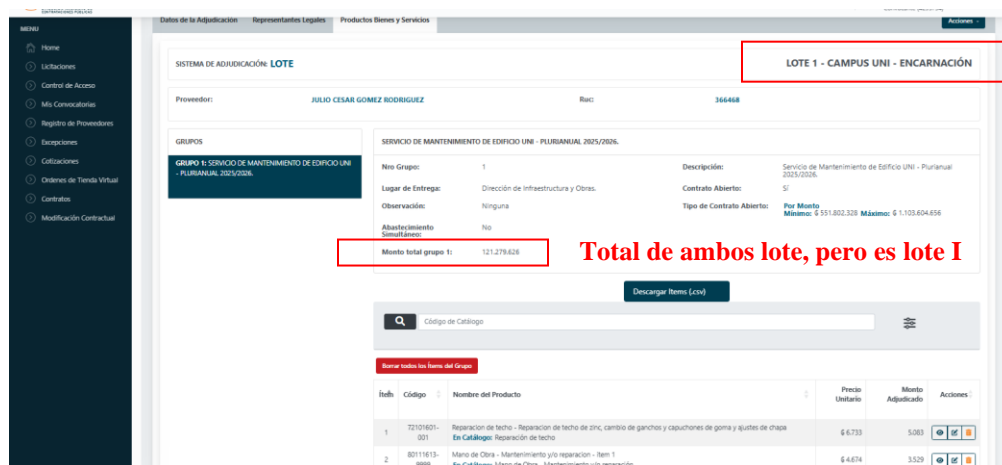 CONTRATACIONES PÚBLICAS
MENU
Home
Licitaciones
Control de Acceso
Mis Convocatorias
Registro de Proveedores
Excepciones
Cotizaciones
Ordenes de Tienda Virtual
Contratos
Modificación Contractual
Datos de la Adjudicación Representantes Legales Productos Bienes y Servicios
Acciones
SISTEMA DE ADJUDICACIÓN: LOTE
LOTE 1 - CAMPUS UNI - ENCARNACIÓN
Proveedor: JULIO CESAR GOMEZ RODRIGUEZ Ruc: 366468
GRUPOS
GRUPO 1: SERVICIO DE MANTENIMIENTO DE EDIFICIO UNI
- PLURIANUAL 2025/2026.
SERVICIO DE MANTENIMIENTO DE EDIFICIO UNI - PLURIANUAL 2025/2026.
Nro Grupo: 1 Descripción: Servicio de Mantenimiento de Edificio UNI - Plurianual
2025/2026.
Lugar de Entrega: Dirección de Infraestructura y Obras. Contrato Abierto: Sí
Observación: Ninguna Tipo de Contrato Abierto: Por Monto
Mínimo: ₲ 551.802.328 Máximo: ₲ 1.103.604.656
Abastecimiento
Simultáneo: No
Monto total grupo 1: 121.279.626
Total de ambos lote, pero es lote I
Descargar Items (.csv)
Código de Catálogo
Borrar todos los Ítems del Grupo
Ítem Código Nombre del Producto Precio
Unitario Monto
Adjudicado Acciones
1 72101601-
001 Reparacion de techo - Reparacion de techo de zinc, cambio de ganchos y capuchones de goma y ajustes de chapa
En Catálogo: Reparación de techo ₲ 6.733 5.083
2 80111613-
9999 Mano de Obra - Mantenimiento y/o reparacion - Item 1
En Catálogo: Mano de Obra - Mantenimiento y/o reparación ₲ 4.674 3.529